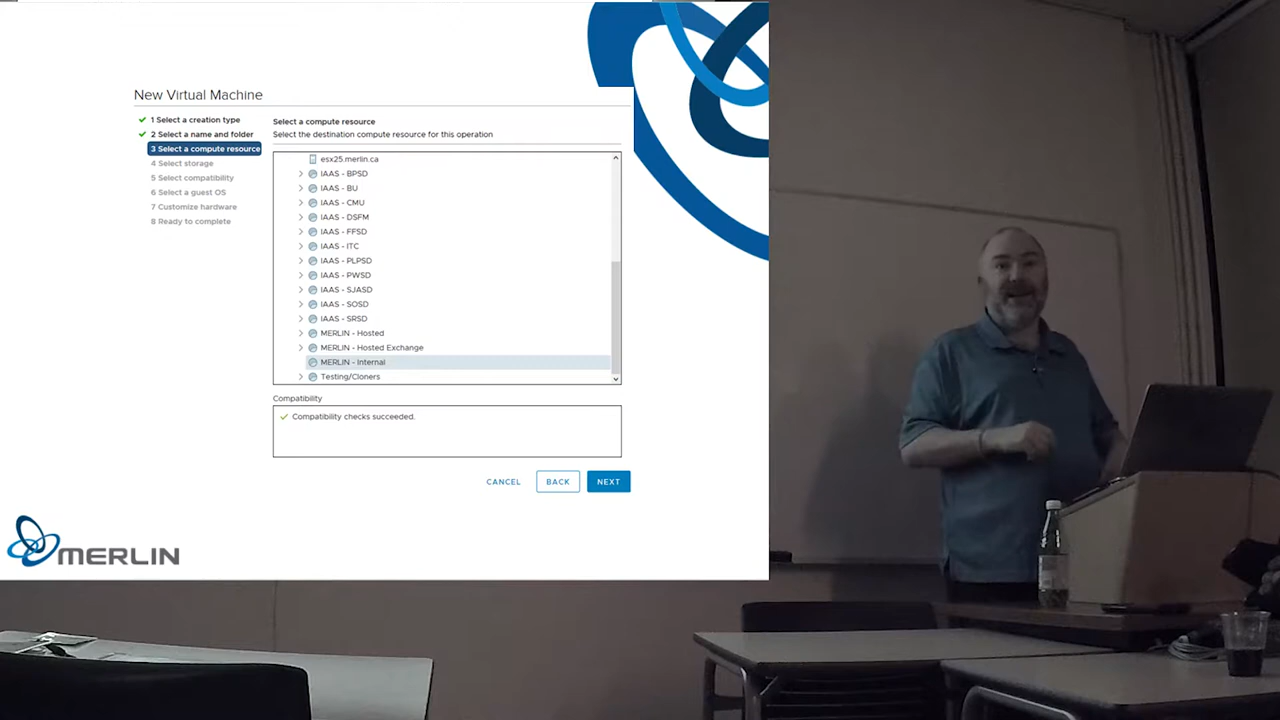 New Virtual Machine
1 Select a creation type
2 Select a name and folder
3 Select a compute resource
4 Select storage
5 Select compatibility
6 Select a guest OS
7 Customize hardware
8 Ready to complete
Select a compute resource
Select the destination compute resource for this operation
esx25.merlin.ca
IAAS - BPSD
IAAS - BU
IAAS - CMU
IAAS - DSFM
IAAS - FFSD
IAAS - ITC
IAAS - PLPSD
IAAS - PWSD
IAAS - SJASD
IAAS - SOSD
IAAS - SRSD
MERLIN - Hosted
MERLIN - Hosted Exchange
MERLIN - Internal
Testing/Cloners
Compatibility
Compatibility checks succeeded.
CANCEL BACK NEXT
MERLIN